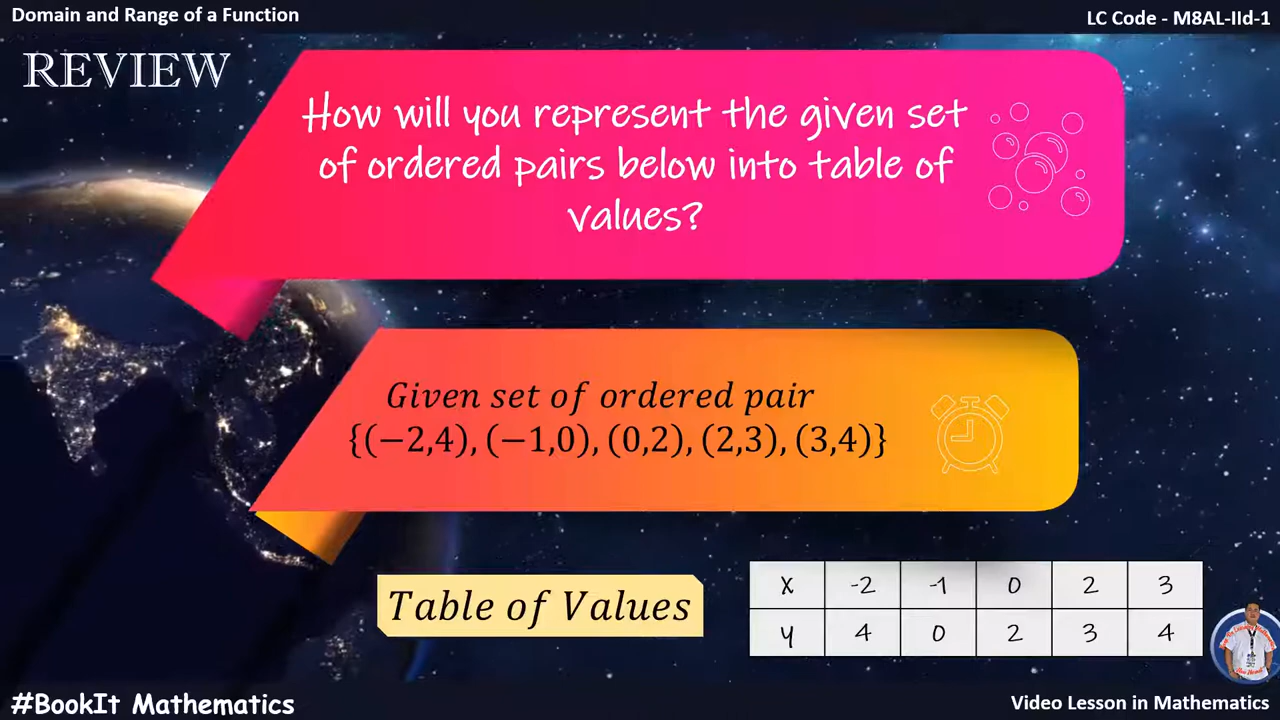 Domain and Range of a Function
LC Code - M8AL-IId-1
REVIEW
How will you represent the given set
of ordered pairs below into table of
values?
Given set of ordered pair
{(−2,4), (−1,0), (0,2), (2,3), (3,4)}
Table of Values
x -2 -1 0 2 3
y 4 0 2 3 4
#BookIt Mathematics
Video Lesson in Mathematics